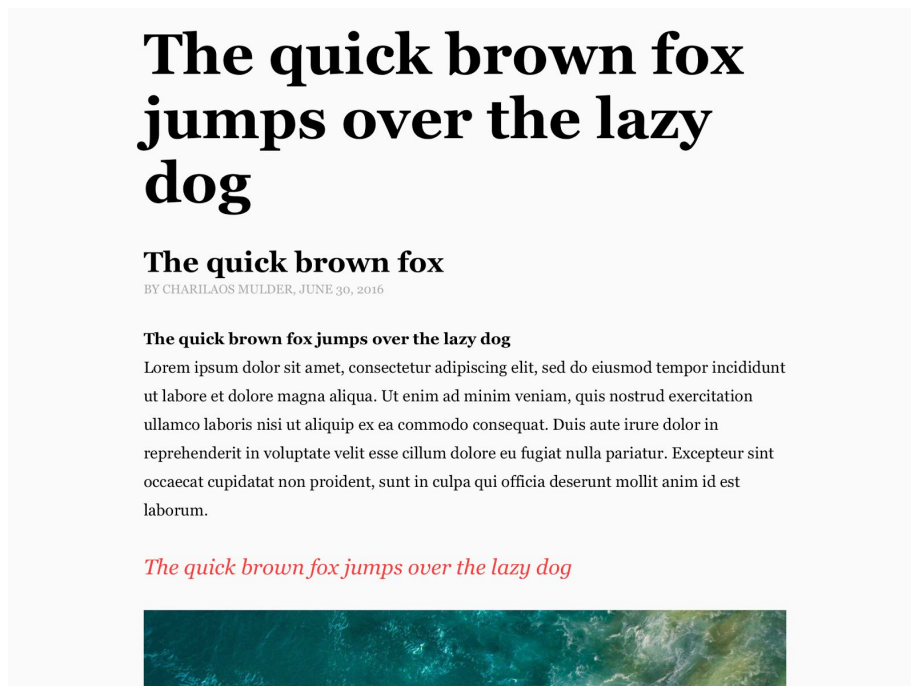 The quick brown fox
jumps over the lazy
dog
The quick brown fox
BY CHARILAOS MULDER, JUNE 30, 2016
The quick brown fox jumps over the lazy dog
Lorem ipsum dolor sit amet, consectetur adipiscing elit, sed do eiusmod tempor incididunt
ut labore et dolore magna aliqua. Ut enim ad minim veniam, quis nostrud exercitation
ullamco laboris nisi ut aliquip ex ea commodo consequat. Duis aute irure dolor in
reprehenderit in voluptate velit esse cillum dolore eu fugiat nulla pariatur. Excepteur sint
occaecat cupidatat non proident, sunt in culpa qui officia deserunt mollit anim id est
laborum.
The quick brown fox jumps over the lazy dog